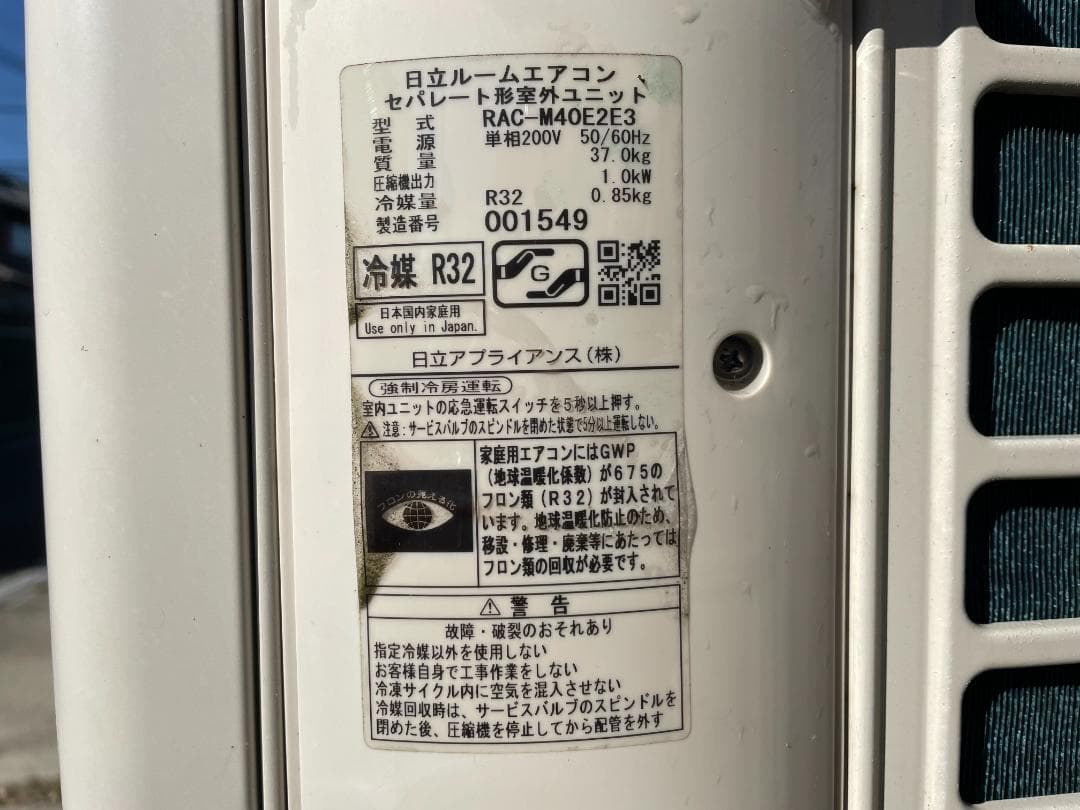 日立ルームエアコン
セパレート形室外ユニット
型式 RAC-M40E2E3
電源 単相200V 50/60Hz
質量 37.0kg
圧縮機出力 1.0kW
冷媒量 R32 0.85kg
製造番号 001549
冷媒 R32
G
日本国内家庭用
Use only in Japan.
日立アプライアンス(株)
強制冷房運転
室内ユニットの応急運転スイッチを5秒以上押す。
注意:サービスバルブのスピンドルを閉めた状態で5分以上運転しない。
フロンの見える化
家庭用エアコンにはGWP
(地球温暖化係数)が675の
フロン類(R32)が封入されて
います。地球温暖化防止のため、
移設・修理・廃棄等にあたっては
フロン類の回収が必要です。
警告
故障・破裂のおそれあり
指定冷媒以外を使用しない
お客様自身で工事作業をしない
冷凍サイクル内に空気を混入させない
冷媒回収時は、サービスバルブのスピンドルを
閉めた後、圧縮機を停止してから配管を外す